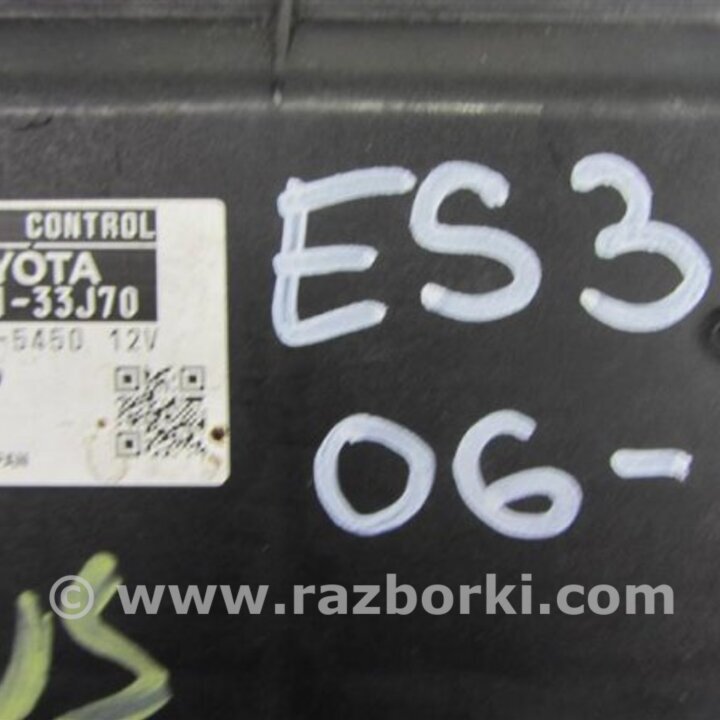 CONTROL
YOTA
-33J70
-5450 12V
ES3
06-
© www.razborki.com